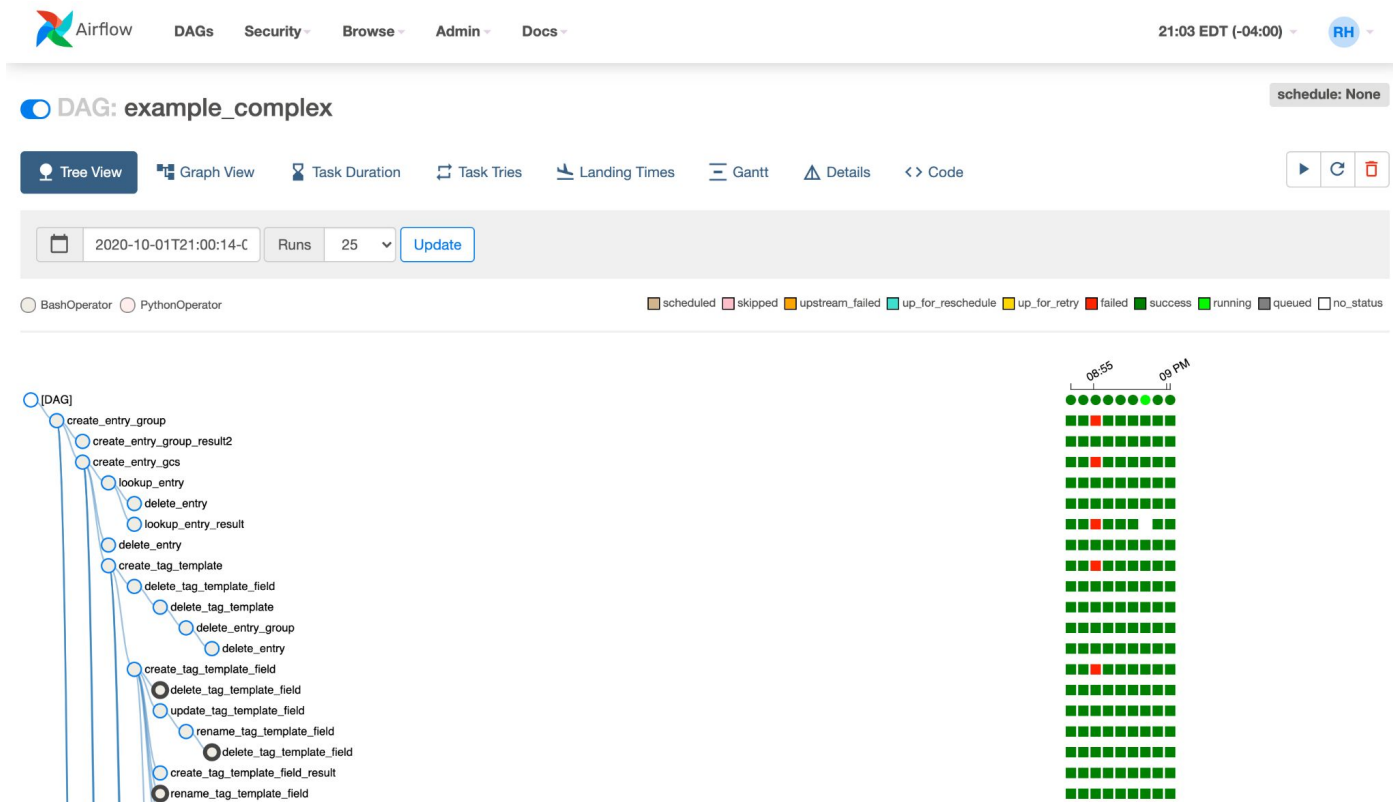 Airflow DAGs Security Browse Admin Docs 21:03 EDT (-04:00) RH
schedule: None
DAG: example_complex
Tree View Graph View Task Duration Task Tries Landing Times Gantt Details <> Code
2020-10-01T21:00:14-0 Runs 25 Update
BashOperator PythonOperator scheduled skipped upstream_failed up_for_reschedule up_for_retry failed success running queued no_status
08:55 09 PM
[DAG]
create_entry_group
create_entry_group_result2
create_entry_gcs
lookup_entry
delete_entry
lookup_entry_result
delete_entry
create_tag_template
delete_tag_template_field
delete_tag_template
delete_entry_group
delete_entry
create_tag_template_field
delete_tag_template_field
update_tag_template_field
rename_tag_template_field
delete_tag_template_field
create_tag_template_field_result
rename_tag_template_field